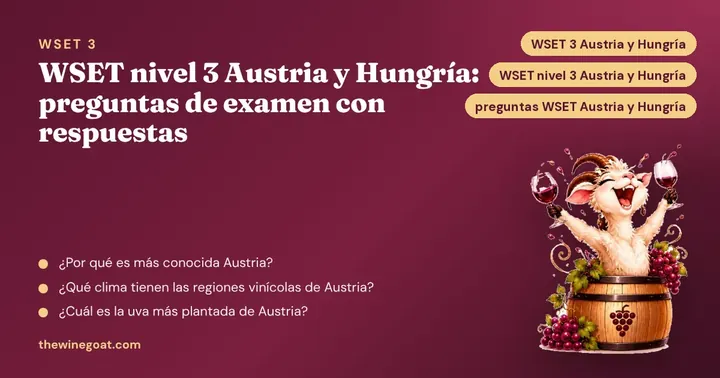 WSET 3
WSET nivel 3 Austria y Hungría:
preguntas de examen con
respuestas
WSET 3 Austria y Hungría
WSET nivel 3 Austria y Hungría
preguntas WSET Austria y Hungría
¿Por qué es más conocida Austria?
¿Qué clima tienen las regiones vinícolas de Austria?
¿Cuál es la uva más plantada de Austria?
thewinegoat.com